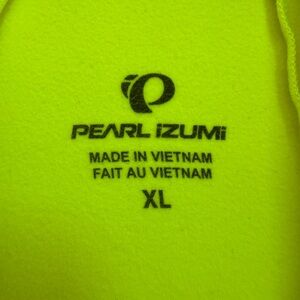 PEARL iZUMi
MADE IN VIETNAM
FAIT AU VIETNAM
XL